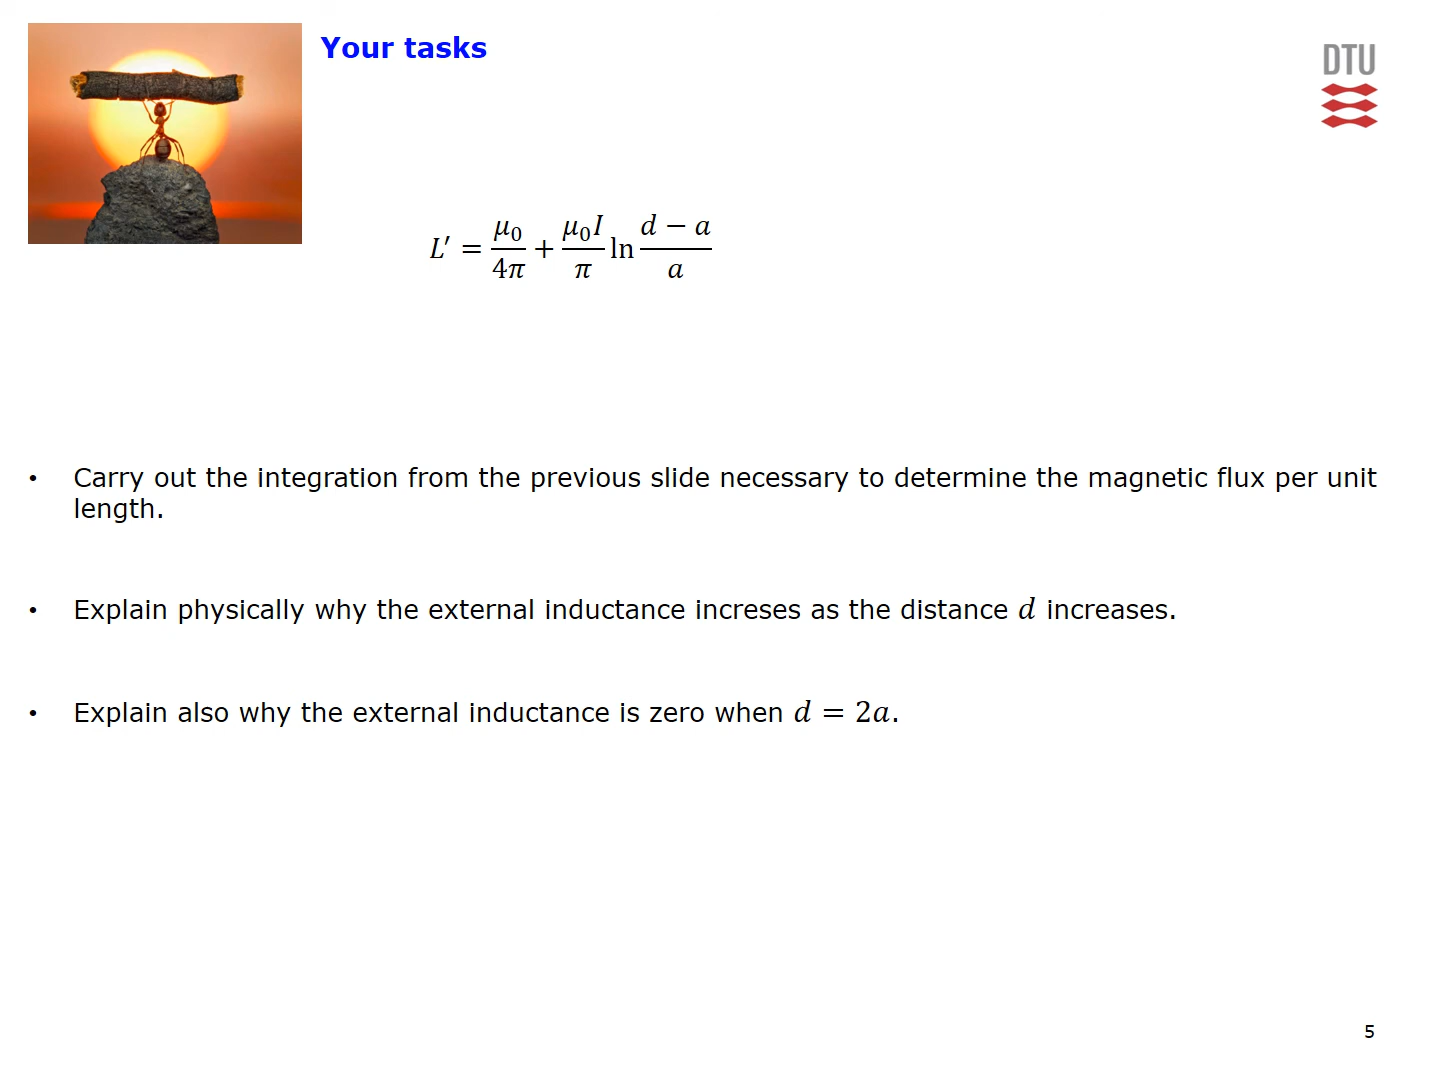 Your tasks
DTU
L′ = μ₀/4π + μ₀I/π ln (d − a)/a
• Carry out the integration from the previous slide necessary to determine the magnetic flux per unit
length.
• Explain physically why the external inductance increses as the distance d increases.
• Explain also why the external inductance is zero when d = 2a.
5